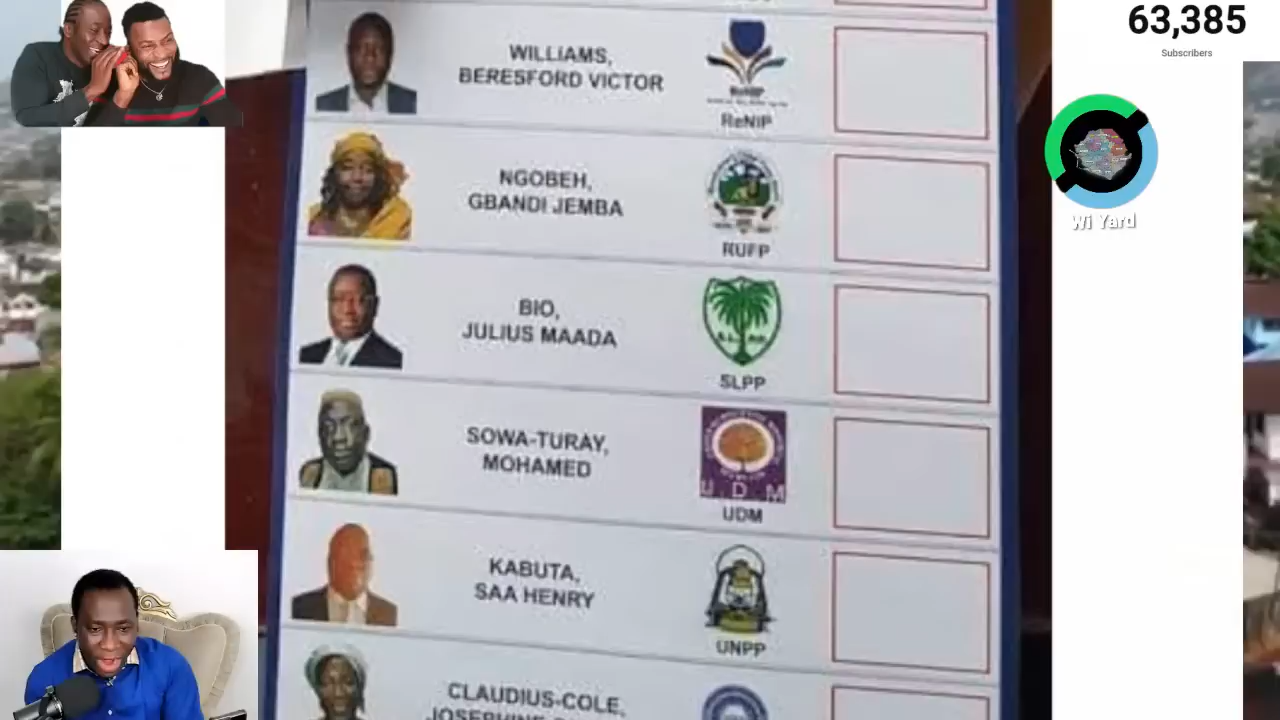 63,385
Subscribers
WILLIAMS,
BERESFORD VICTOR
ReNIP
NGOBEH,
GBANDI JEMBA
RUFP
BIO,
JULIUS MAADA
SLPP
SOWA-TURAY,
MOHAMED
U D M
UDM
KABUTA,
SAA HENRY
UNPP
CLAUDIUS-COLE,
JOSEPHINE
Wi Yard